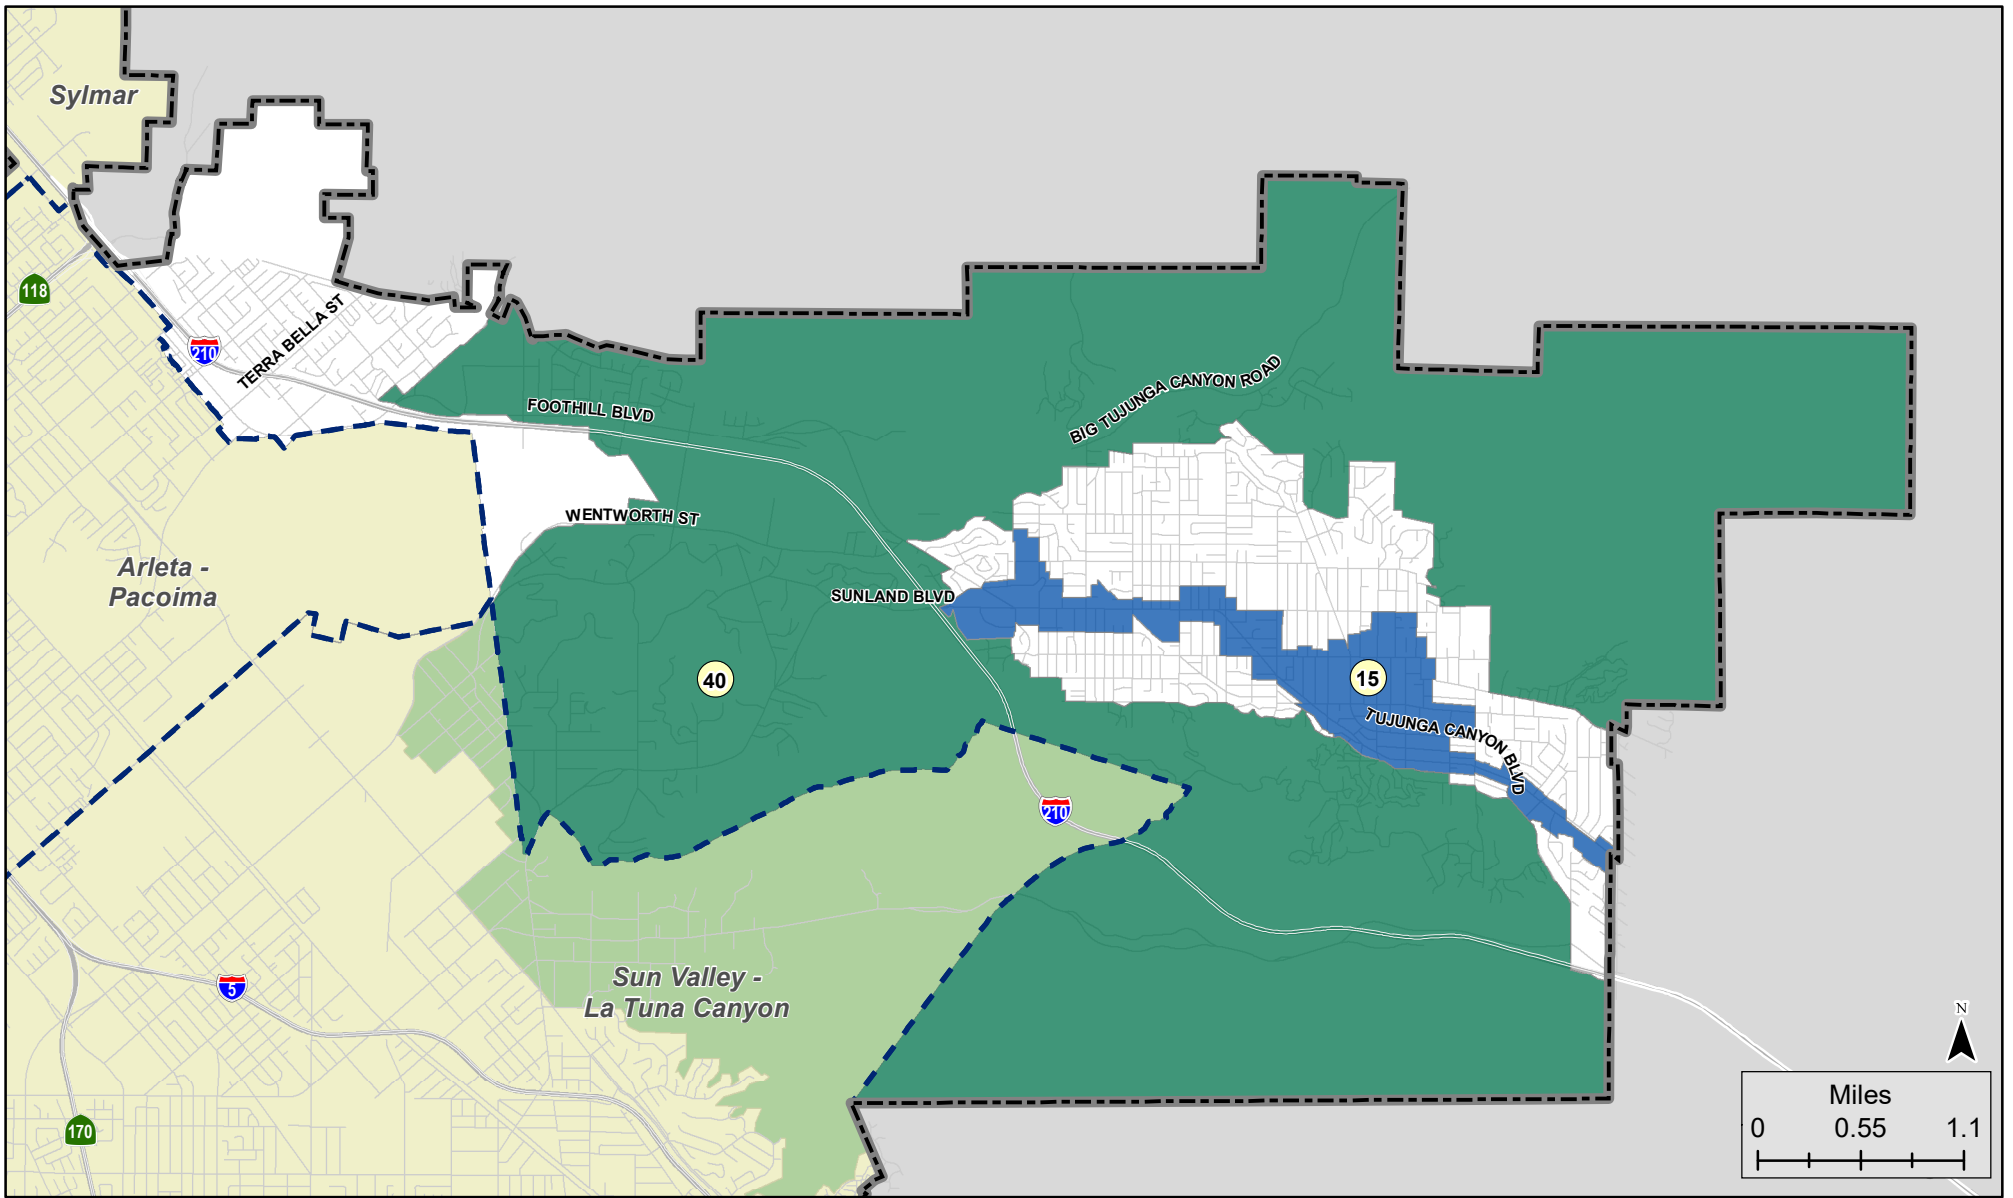 Sylmar
118
210
TERRA BELLA ST
FOOTHILL BLVD
BIG TUJUNGA CANYON ROAD
WENTWORTH ST
Arleta -
Pacoima
SUNLAND BLVD
40
15
TUJUNGA CANYON BLVD
210
Sun Valley -
La Tuna Canyon
5
170
N
Miles
0 0.55 1.1